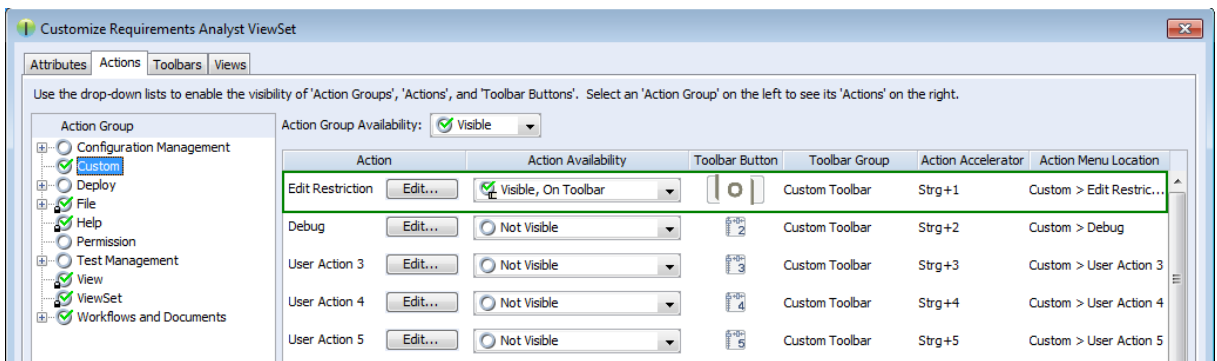 Customize Requirements Analyst ViewSet
Attributes Actions Toolbars Views
Use the drop-down lists to enable the visibility of 'Action Groups', 'Actions', and 'Toolbar Buttons'. Select an 'Action Group' on the left to see its 'Actions' on the right.
Action Group
Configuration Management
Custom
Deploy
File
Help
Permission
Test Management
View
ViewSet
Workflows and Documents
Action Group Availability: Visible
Action Action Availability Toolbar Button Toolbar Group Action Accelerator Action Menu Location
Edit Restriction Edit... Visible, On Toolbar Custom Toolbar Strg+1 Custom > Edit Restric...
Debug Edit... Not Visible 2 Custom Toolbar Strg+2 Custom > Debug
User Action 3 Edit... Not Visible 3 Custom Toolbar Strg+3 Custom > User Action 3
User Action 4 Edit... Not Visible 4 Custom Toolbar Strg+4 Custom > User Action 4
User Action 5 Edit... Not Visible 5 Custom Toolbar Strg+5 Custom > User Action 5